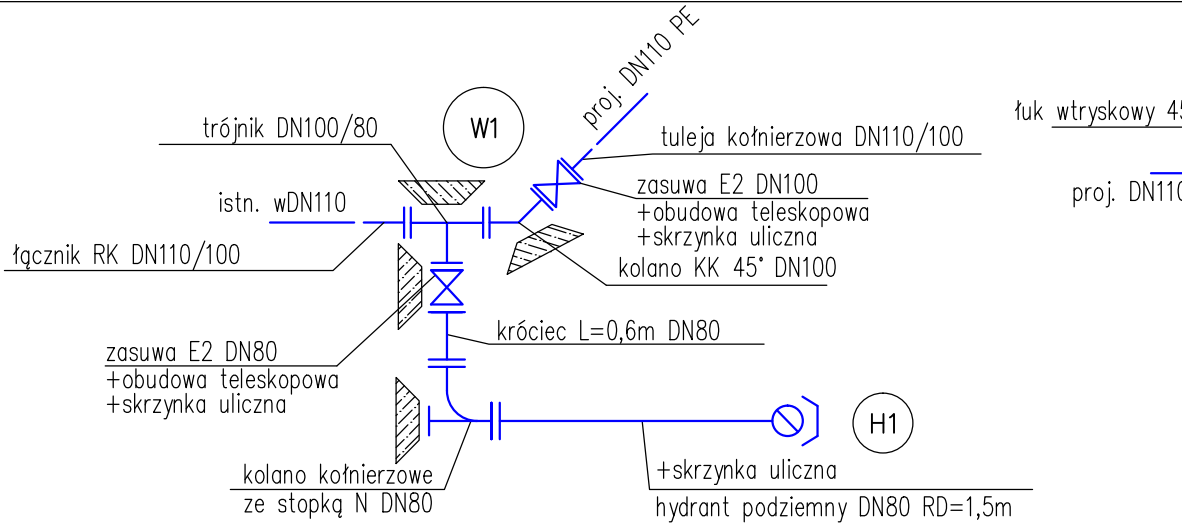 proj. DN110 PE
trójnik DN100/80
W1
tuleja kołnierzowa DN110/100
łuk wtryskowy 45
istn. wDN110
zasuwa E2 DN100
+obudowa teleskopowa
+skrzynka uliczna
proj. DN110
łącznik RK DN110/100
kolano KK 45° DN100
króciec L=0,6m DN80
zasuwa E2 DN80
+obudowa teleskopowa
+skrzynka uliczna
H1
kolano kołnierzowe
ze stopką N DN80
+skrzynka uliczna
hydrant podziemny DN80 RD=1,5m